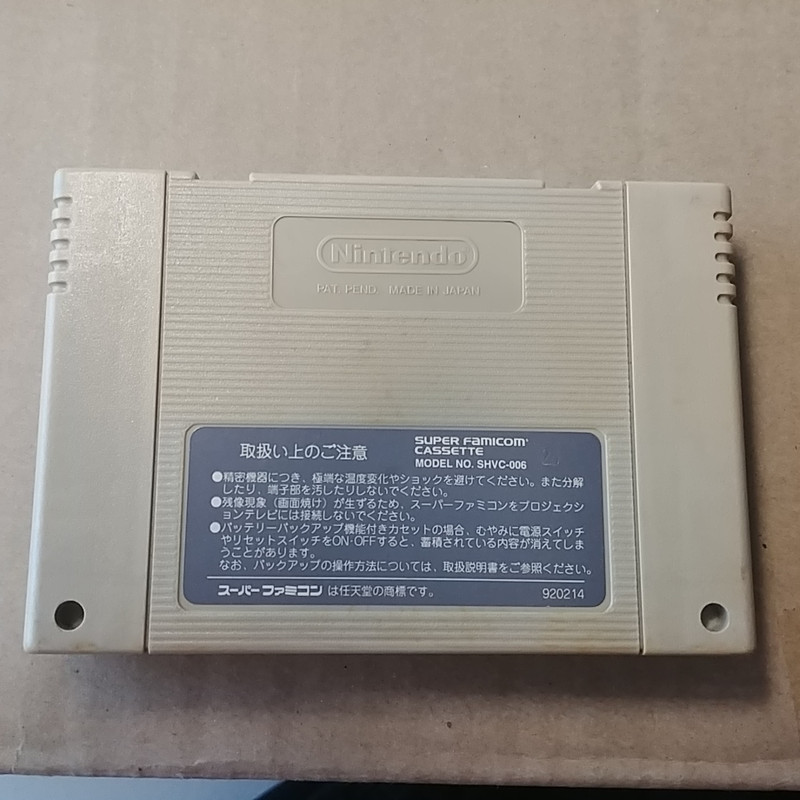 Nintendo
PAT. PEND. MADE IN JAPAN
取扱い上のご注意
SUPER FAMICOM
CASSETTE
MODEL NO. SHVC-006
●精密機器につき、極端な温度変化やショックを避けてください。また分解
したり、端子部を汚したりしないでください。
●残像現象（画面焼け）が生ずるため、スーパーファミコンをプロジェクシ
ョンテレビには接続しないでください。
●バッテリーバックアップ機能付きカセットの場合、むやみに電源スイッチ
やリセットスイッチをON・OFFすると、蓄積されている内容が消えてしま
うことがあります。
なお、バックアップの操作方法については、取扱説明書をご参照ください。
スーパーファミコン は任天堂の商標です。
920214